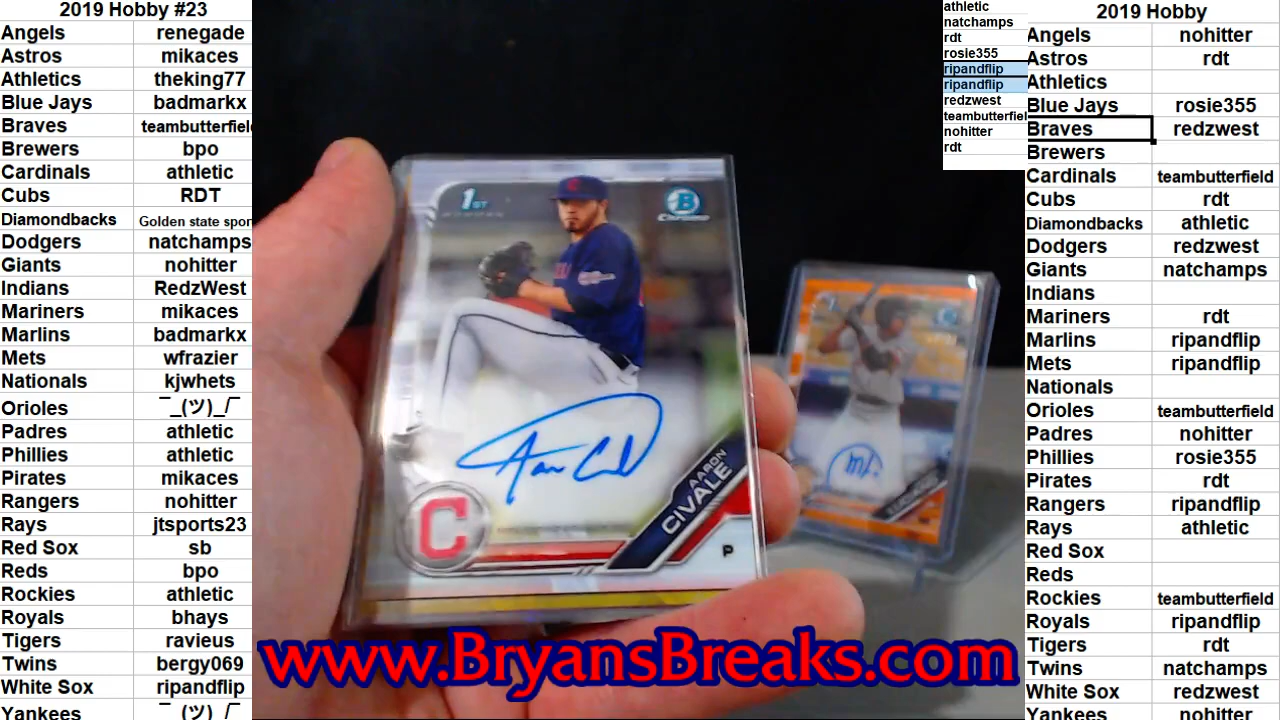 2019 Hobby #23
Angels renegade
Astros mikaces
Athletics theking77
Blue Jays badmarkx
Braves teambutterfiel
Brewers bpo
Cardinals athletic
Cubs RDT
Diamondbacks Golden state spor
Dodgers natchamps
Giants nohitter
Indians RedzWest
Mariners mikaces
Marlins badmarkx
Mets wfrazier
Nationals kjwhets
Orioles ¯_(ツ)_/¯
Padres athletic
Phillies athletic
Pirates mikaces
Rangers nohitter
Rays jtsports23
Red Sox sb
Reds bpo
Rockies athletic
Royals bhays
Tigers ravieus
Twins bergy069
White Sox ripandflip
Yankees ¯_(ツ)_/¯
1ST
BOWMAN
B
Chrome
C
AARON
CIVALE
P
www.BryansBreaks.com
athletic
natchamps
rdt
rosie355
ripandflip
ripandflip
redzwest
teambutterfiel
nohitter
rdt
2019 Hobby
Angels nohitter
Astros rdt
Athletics
Blue Jays rosie355
Braves redzwest
Brewers
Cardinals teambutterfield
Cubs rdt
Diamondbacks athletic
Dodgers redzwest
Giants natchamps
Indians
Mariners rdt
Marlins ripandflip
Mets ripandflip
Nationals
Orioles teambutterfield
Padres nohitter
Phillies rosie355
Pirates rdt
Rangers ripandflip
Rays athletic
Red Sox
Reds
Rockies teambutterfield
Royals ripandflip
Tigers rdt
Twins natchamps
White Sox redzwest
Yankees nohitter